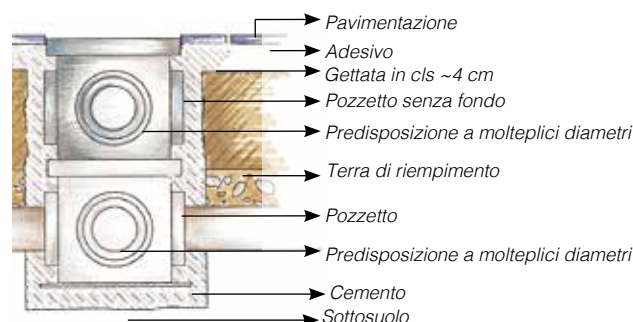 Pavimentazione
Adesivo
Gettata in cls ~4 cm
Pozzetto senza fondo
Predisposizione a molteplici diametri
Terra di riempimento
Pozzetto
Predisposizione a molteplici diametri
Cemento
Sottosuolo